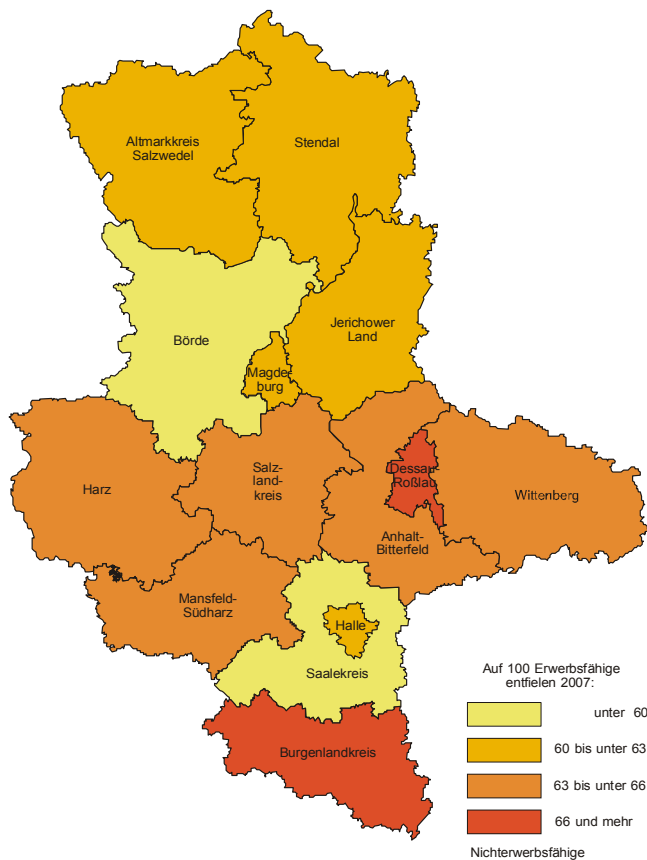 Altmarkkreis
Salzwedel
Stendal
Börde
Jerichower
Land
Magde-
burg
Harz
Salz-
land-
kreis
Dessau-
Roßlau
Wittenberg
Anhalt-
Bitterfeld
Mansfeld-
Südharz
Halle
Saalekreis
Burgenlandkreis
Auf 100 Erwerbsfähige
entfielen 2007:
unter 60
60 bis unter 63
63 bis unter 66
66 und mehr
Nichterwerbsfähige